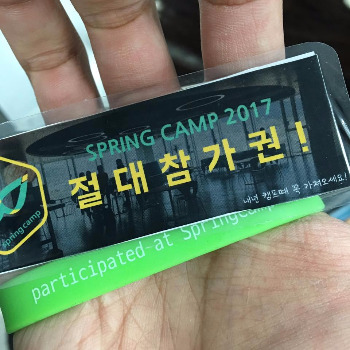 SPRING CAMP 2017
절대참가권!
내년 캠프때 꼭 가져오세요!
spring camp
participated at SpringCamp